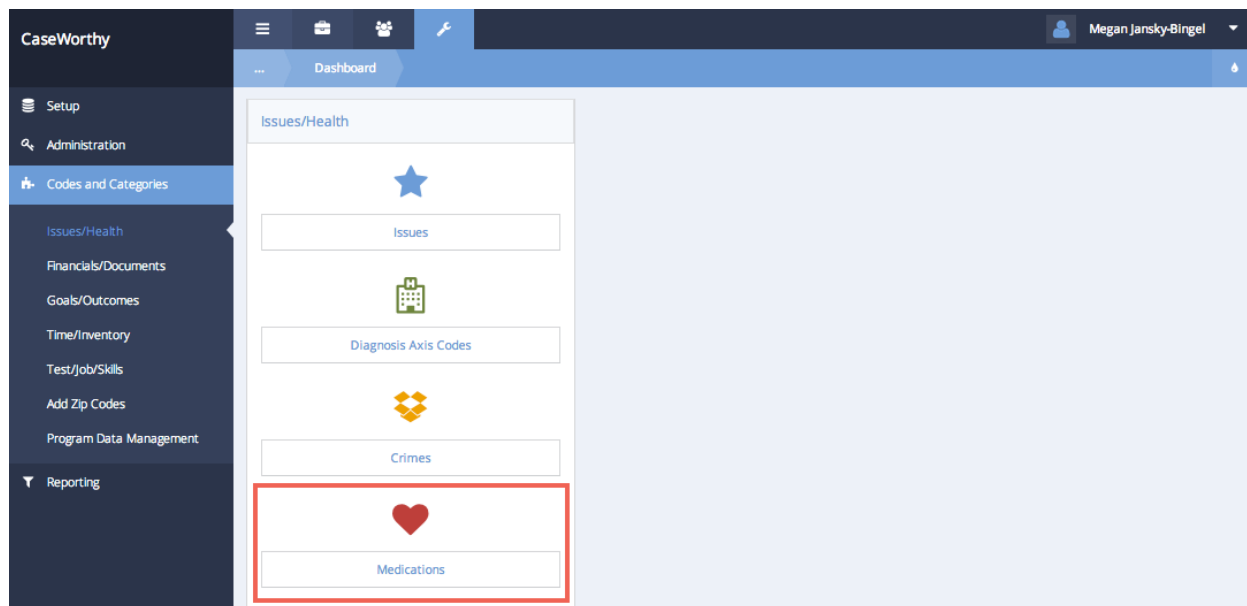 CaseWorthy
Megan Jansky-Bingel
... Dashboard
Setup
Administration
Codes and Categories
Issues/Health
Financials/Documents
Goals/Outcomes
Time/Inventory
Test/Job/Skills
Add Zip Codes
Program Data Management
Reporting
Issues/Health
Issues
H
Diagnosis Axis Codes
Crimes
Medications